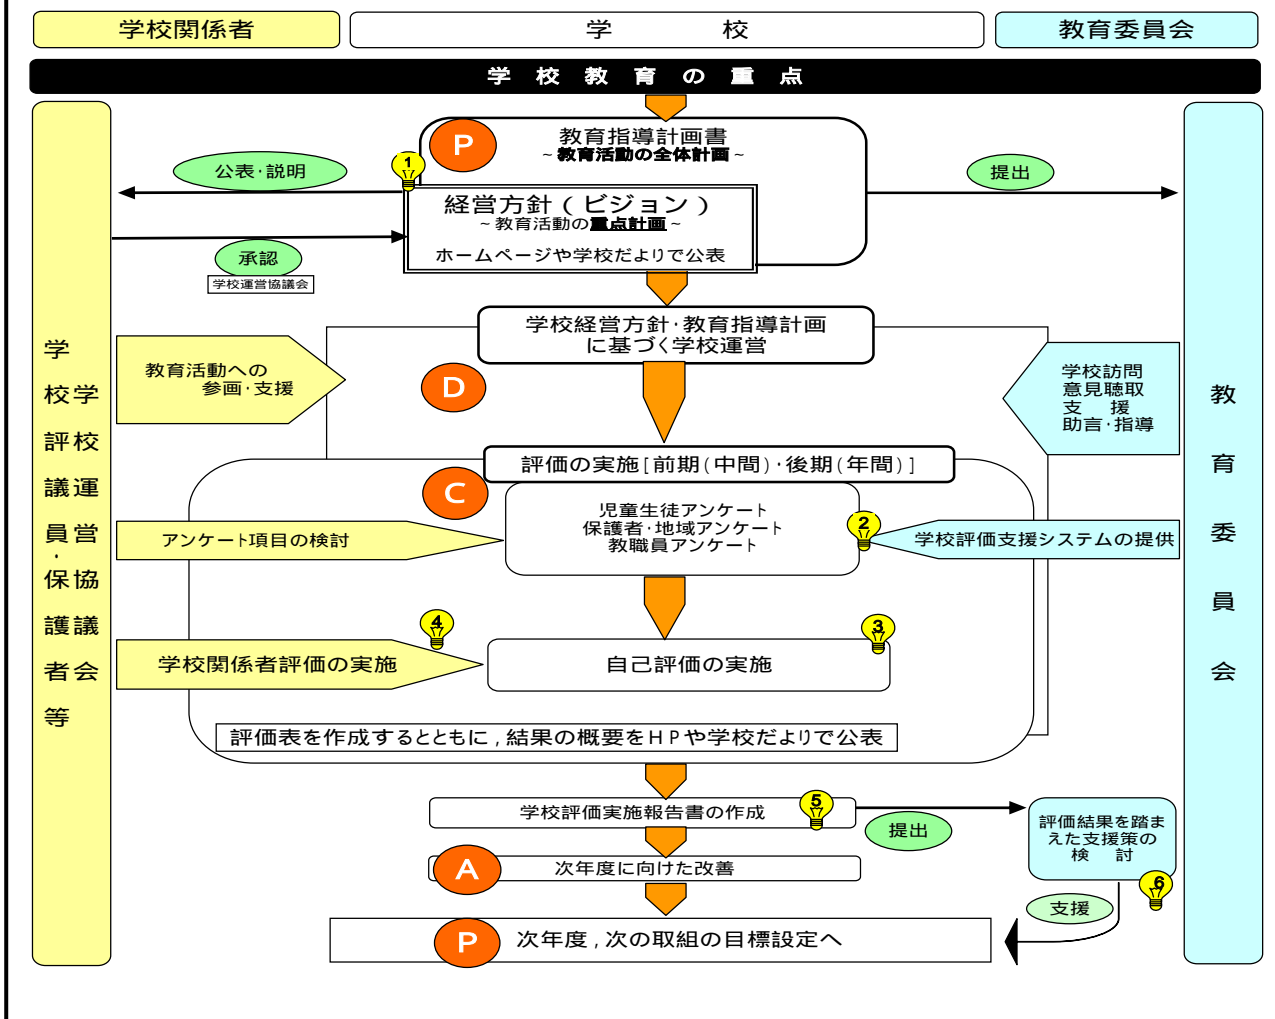 学校関係者
学　　校
教育委員会
学 校 教 育 の 重 点
P
教育指導計画書
~教育活動の全体計画~
1
公表・説明
提出
経営方針(ビジョン)
~教育活動の重点計画~
ホームページや学校だよりで公表
承認
学校運営協議会
学校経営方針・教育指導計画
に基づく学校運営
教育活動への
参画・支援
D
学校訪問
意見聴取
支　援
助言・指導
学校評議員・保護者等
学校運営協議会
教育委員会
評価の実施[前期(中間)・後期(年間)]
C
児童生徒アンケート
保護者・地域アンケート
教職員アンケート
2
アンケート項目の検討
学校評価支援システムの提供
4
3
学校関係者評価の実施
自己評価の実施
評価表を作成するとともに,結果の概要をHPや学校だよりで公表
学校評価実施報告書の作成
5
提出
評価結果を踏ま
えた支援策の
検　討
6
A
次年度に向けた改善
支援
P
次年度,次の取組の目標設定へ